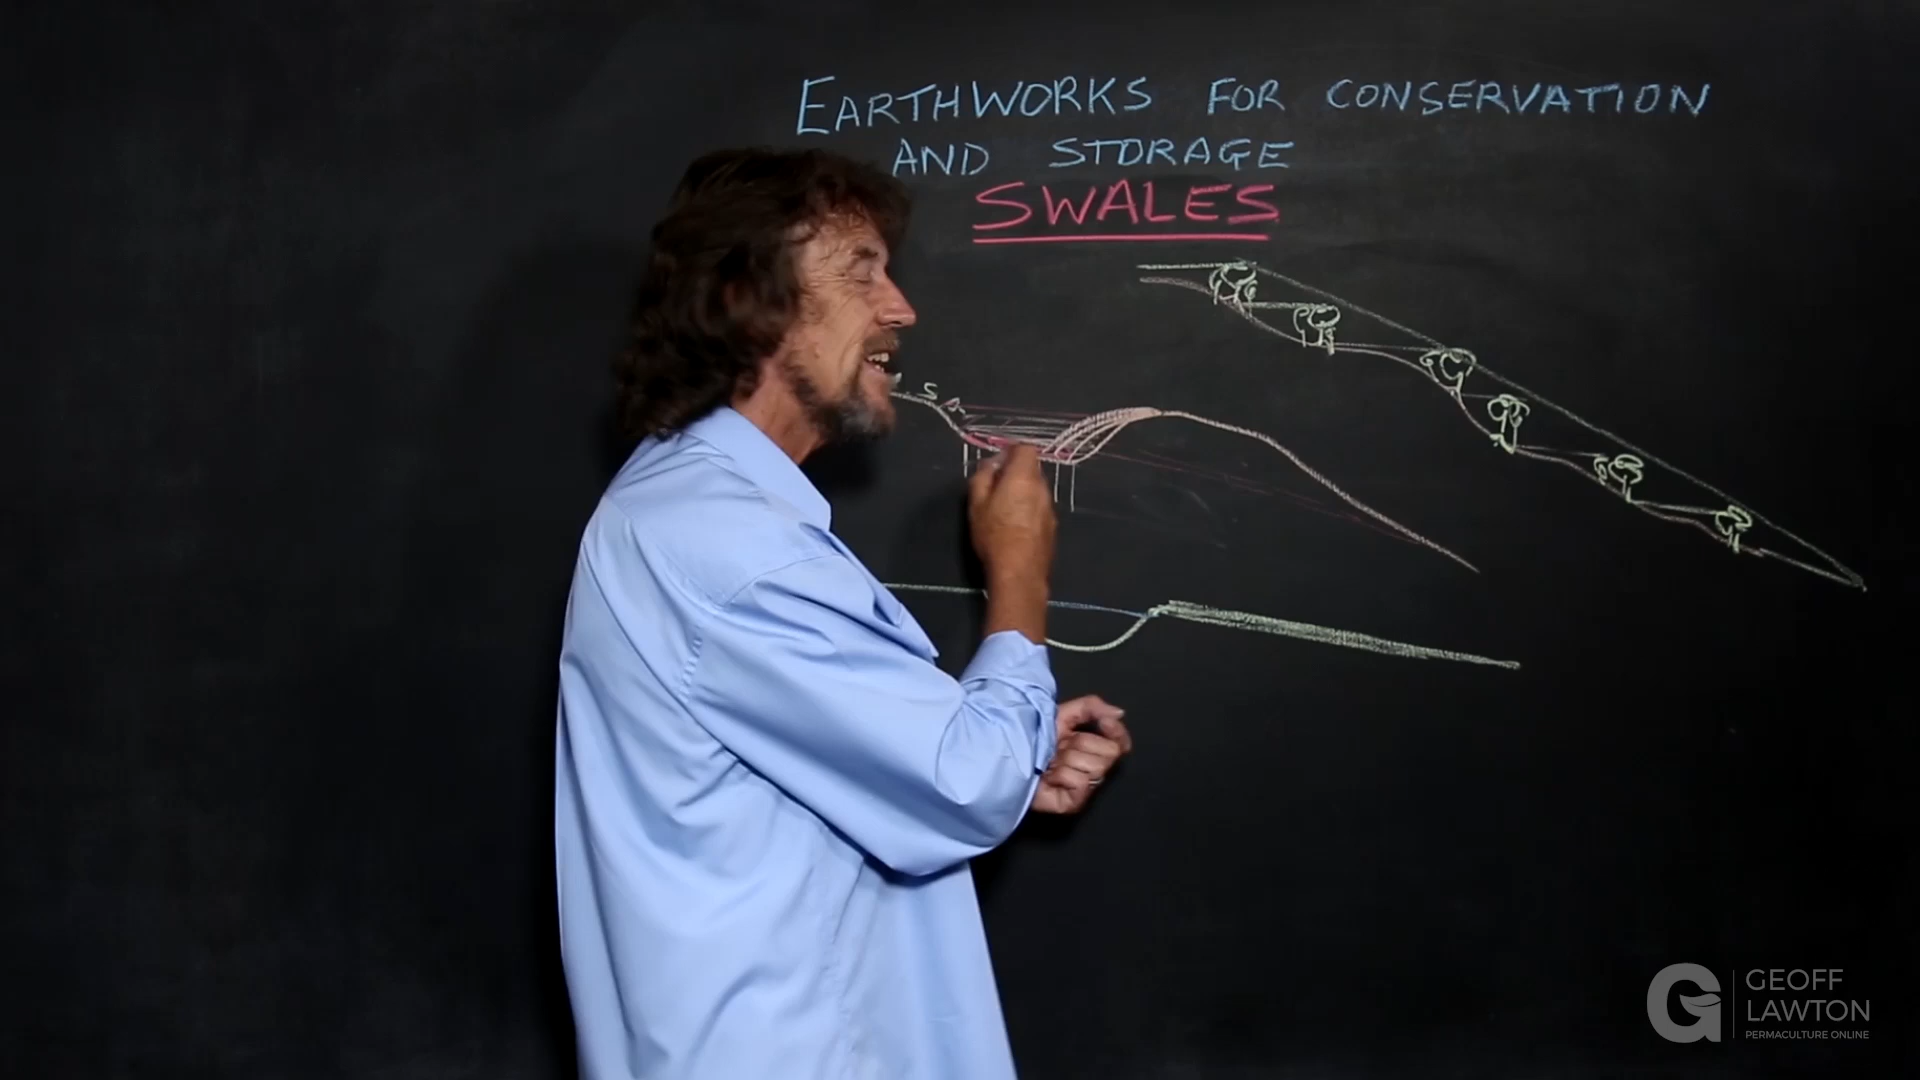 EARTHWORKS FOR CONSERVATION
AND STORAGE
SWALES
GEOFF
LAWTON
PERMACULTURE ONLINE